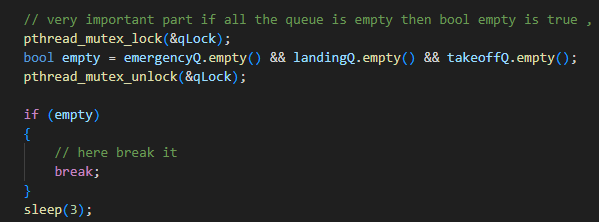 // very important part if all the queue is empty then bool empty is true ,
pthread_mutex_lock(&qLock);
bool empty = emergencyQ.empty() && landingQ.empty() && takeoffQ.empty();
pthread_mutex_unlock(&qLock);
if (empty)
{
// here break it
break;
}
sleep(3);